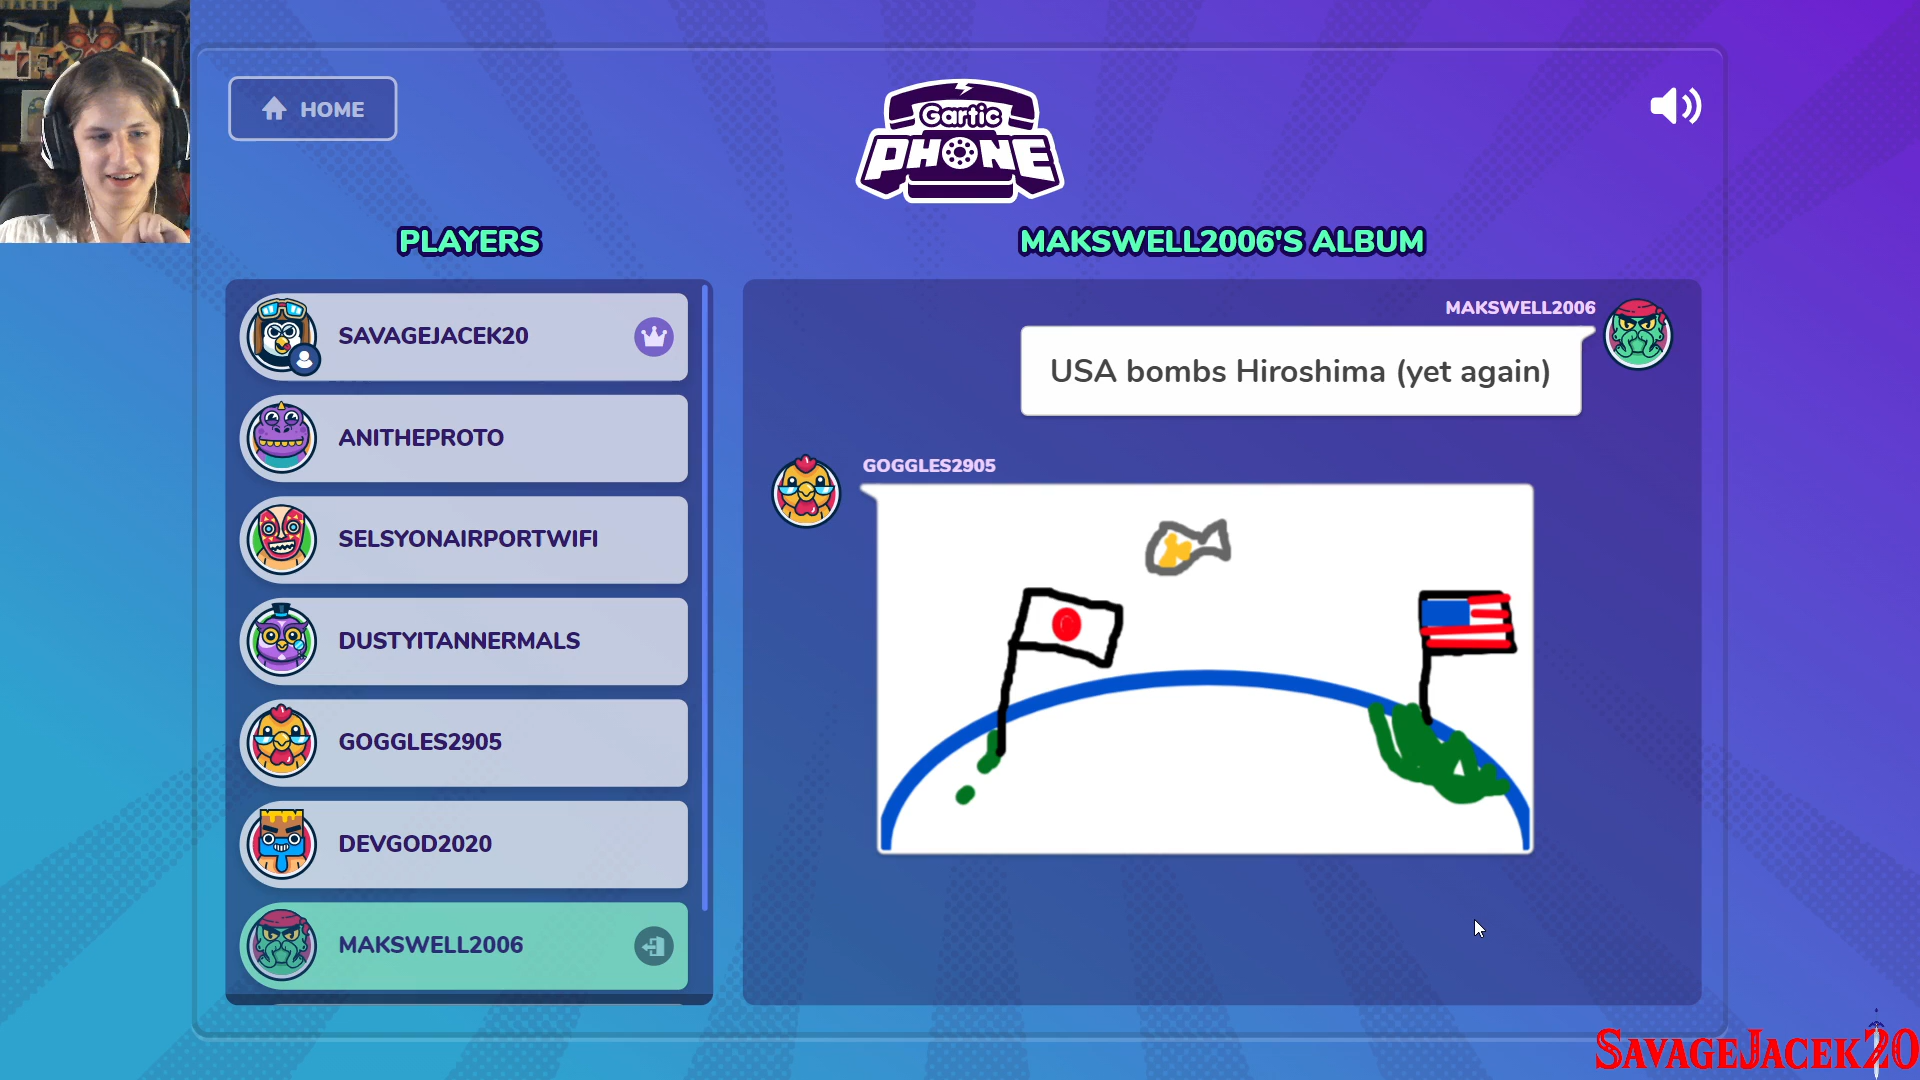 HOME
Gartic
PHONE
PLAYERS
MAKSWELL2006'S ALBUM
SAVAGEJACEK20
ANITHEPROTO
SELSYONAIRPORTWIFI
DUSTYITANNERMALS
GOGGLES2905
DEVGOD2020
MAKSWELL2006
MAKSWELL2006
USA bombs Hiroshima (yet again)
GOGGLES2905
SAVAGEJACEK20